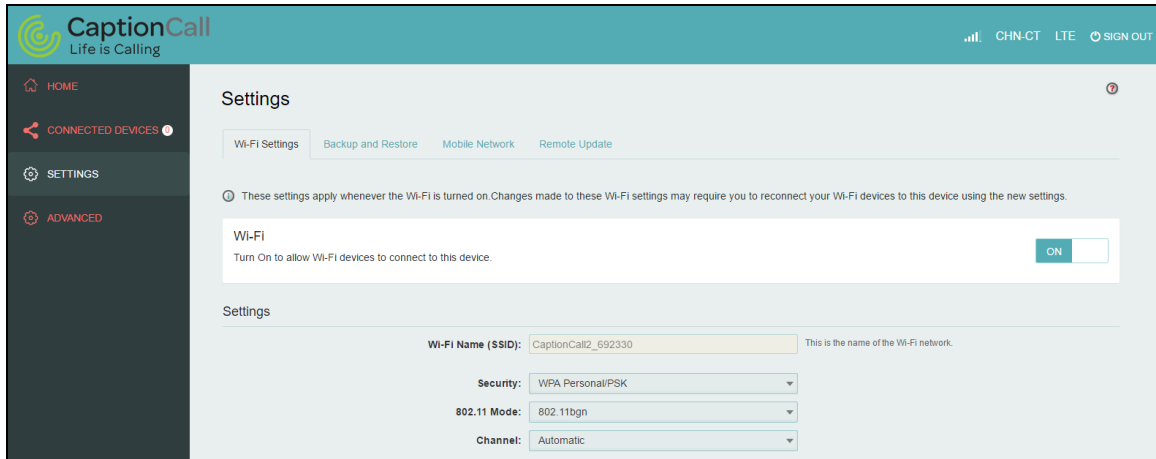 CaptionCall
Life is Calling
CHN-CT LTE SIGN OUT
HOME
CONNECTED DEVICES 0
SETTINGS
ADVANCED
Settings
?
Wi-Fi Settings Backup and Restore Mobile Network Remote Update
These settings apply whenever the Wi-Fi is turned on.Changes made to these Wi-Fi settings may require you to reconnect your Wi-Fi devices to this device using the new settings.
Wi-Fi
Turn On to allow Wi-Fi devices to connect to this device.
ON
Settings
Wi-Fi Name (SSID): CaptionCall2_692330 This is the name of the Wi-Fi network.
Security: WPA Personal/PSK
802.11 Mode: 802.11bgn
Channel: Automatic